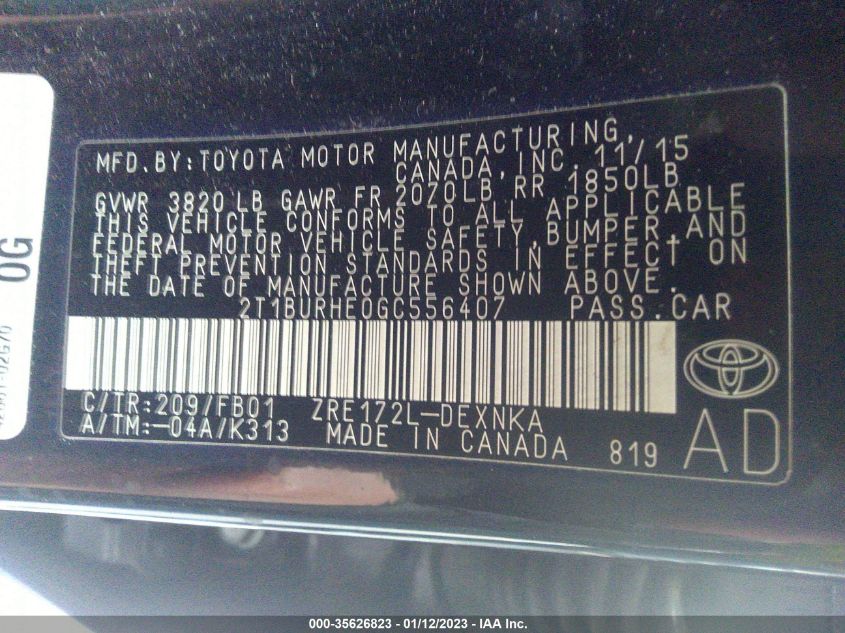 MFD.BY:TOYOTA MOTOR MANUFACTURING,
CANADA,INC. 11/15
GVWR 3820 LB GAWR FR 2070LB RR 1850LB
THIS VEHICLE CONFORMS TO ALL APPLICABLE
FEDERAL MOTOR VEHICLE SAFETY,BUMPER,AND
THEFT PREVENTION STANDARDS IN EFFECT ON
THE DATE OF MANUFACTURE SHOWN ABOVE.
2T1BURHE0GC556407 PASS.CAR
C/TR:209/FB01 ZRE172L-DEXNKA
A/TM:-04A/K313 MADE IN CANADA 819
AD
0G
000-35626823 - 01/12/2023 - IAA Inc.